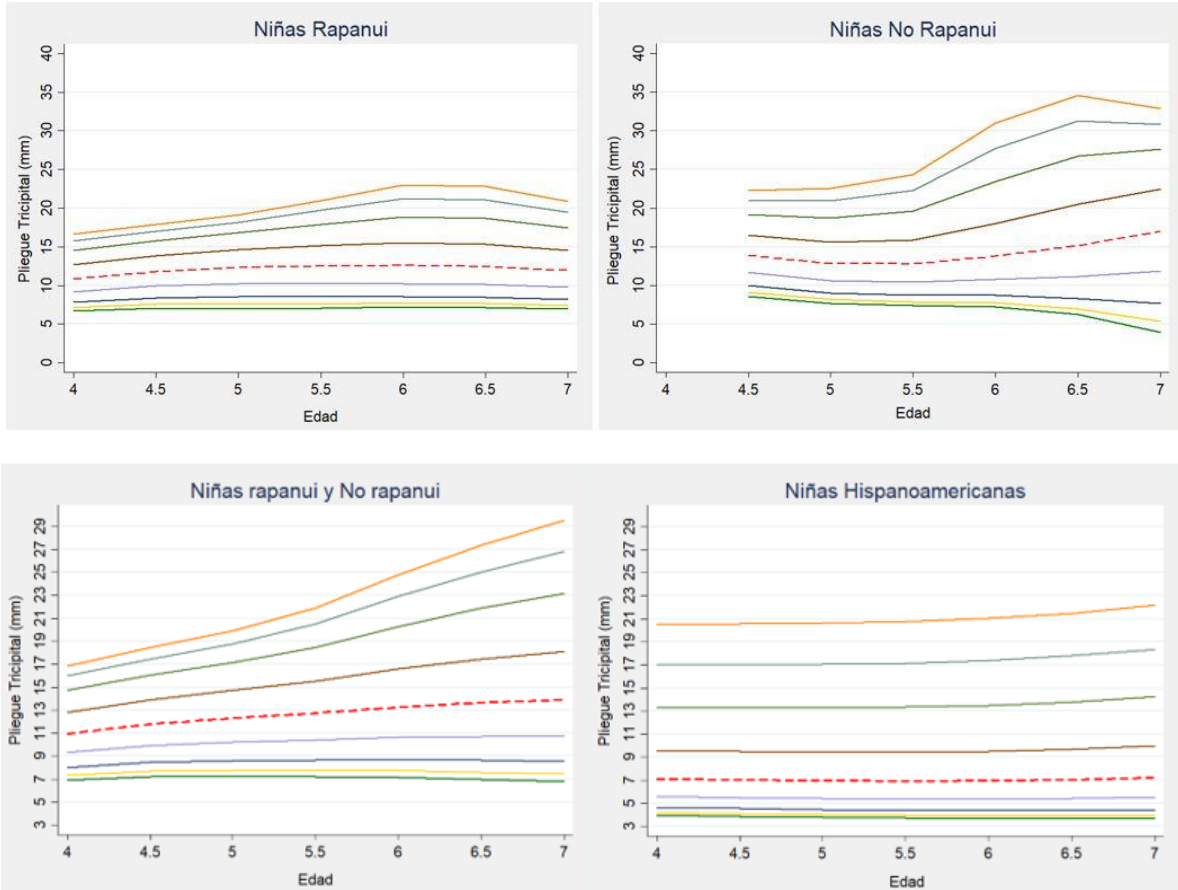 Niñas Rapanui
Pliegue Tricipital (mm)
40
35
30
25
20
15
10
5
0
4 4.5 5 5.5 6 6.5 7
Edad
Niñas No Rapanui
Pliegue Tricipital (mm)
40
35
30
25
20
15
10
5
0
4 4.5 5 5.5 6 6.5 7
Edad
Niñas rapanui y No rapanui
Pliegue Tricipital (mm)
29
27
25
23
21
19
17
15
13
11
9
7
5
3
4 4.5 5 5.5 6 6.5 7
Edad
Niñas Hispanoamericanas
Pliegue Tricipital (mm)
29
27
25
23
21
19
17
15
13
11
9
7
5
3
4 4.5 5 5.5 6 6.5 7
Edad